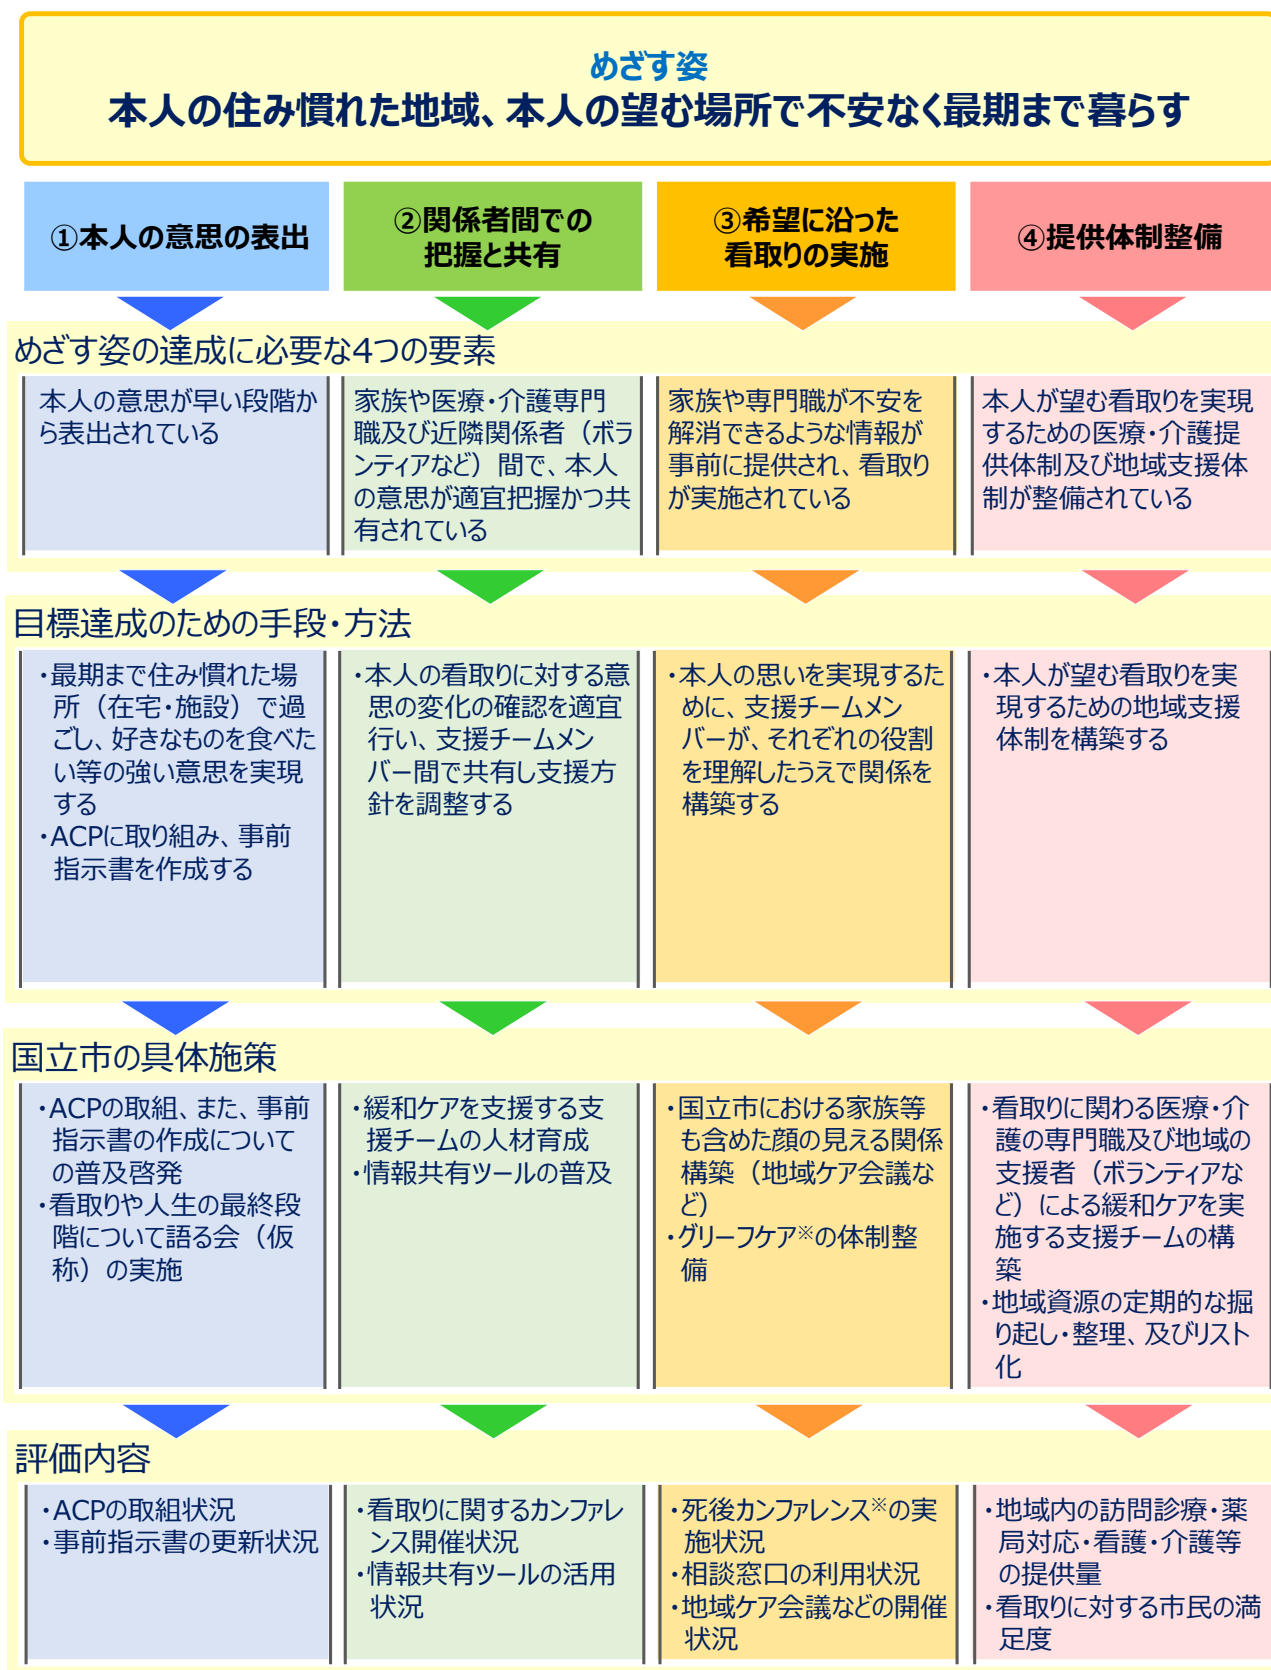 めざす姿
本人の住み慣れた地域、本人の望む場所で不安なく最期まで暮らす
①本人の意思の表出
②関係者間での
把握と共有
③希望に沿った
看取りの実施
④提供体制整備
めざす姿の達成に必要な4つの要素
本人の意思が早い段階か
ら表出されている
家族や医療・介護専門
職及び近隣関係者（ボラ
ンティアなど）間で、本人
の意思が適宜把握かつ共
有されている
家族や専門職が不安を
解消できるような情報が
事前に提供され、看取り
が実施されている
本人が望む看取りを実現
するための医療・介護提
供体制及び地域支援体
制が整備されている
目標達成のための手段・方法
・最期まで住み慣れた場
所（在宅・施設）で過
ごし、好きなものを食べた
い等の強い意思を実現
する
・ACPに取り組み、事前
指示書を作成する
・本人の看取りに対する意
思の変化の確認を適宜
行い、支援チームメン
バー間で共有し支援方
針を調整する
・本人の思いを実現するた
めに、支援チームメン
バーが、それぞれの役割
を理解したうえで関係を
構築する
・本人が望む看取りを実
現するための地域支援
体制を構築する
国立市の具体施策
・ACPの取組、また、事前
指示書の作成について
の普及啓発
・看取りや人生の最終段
階について語る会（仮
称）の実施
・緩和ケアを支援する支
援チームの人材育成
・情報共有ツールの普及
・国立市における家族等
も含めた顔の見える関係
構築（地域ケア会議な
ど）
・グリーフケア※の体制整
備
・看取りに関わる医療・介
護の専門職及び地域の
支援者（ボランティアな
ど）による緩和ケアを実
施する支援チームの構
築
・地域資源の定期的な掘
り起し・整理、及びリスト
化
評価内容
・ACPの取組状況
・事前指示書の更新状況
・看取りに関するカンファレ
ンス開催状況
・情報共有ツールの活用
状況
・死後カンファレンス※の実
施状況
・相談窓口の利用状況
・地域ケア会議などの開催
状況
・地域内の訪問診療・薬
局対応・看護・介護等
の提供量
・看取りに対する市民の満
足度